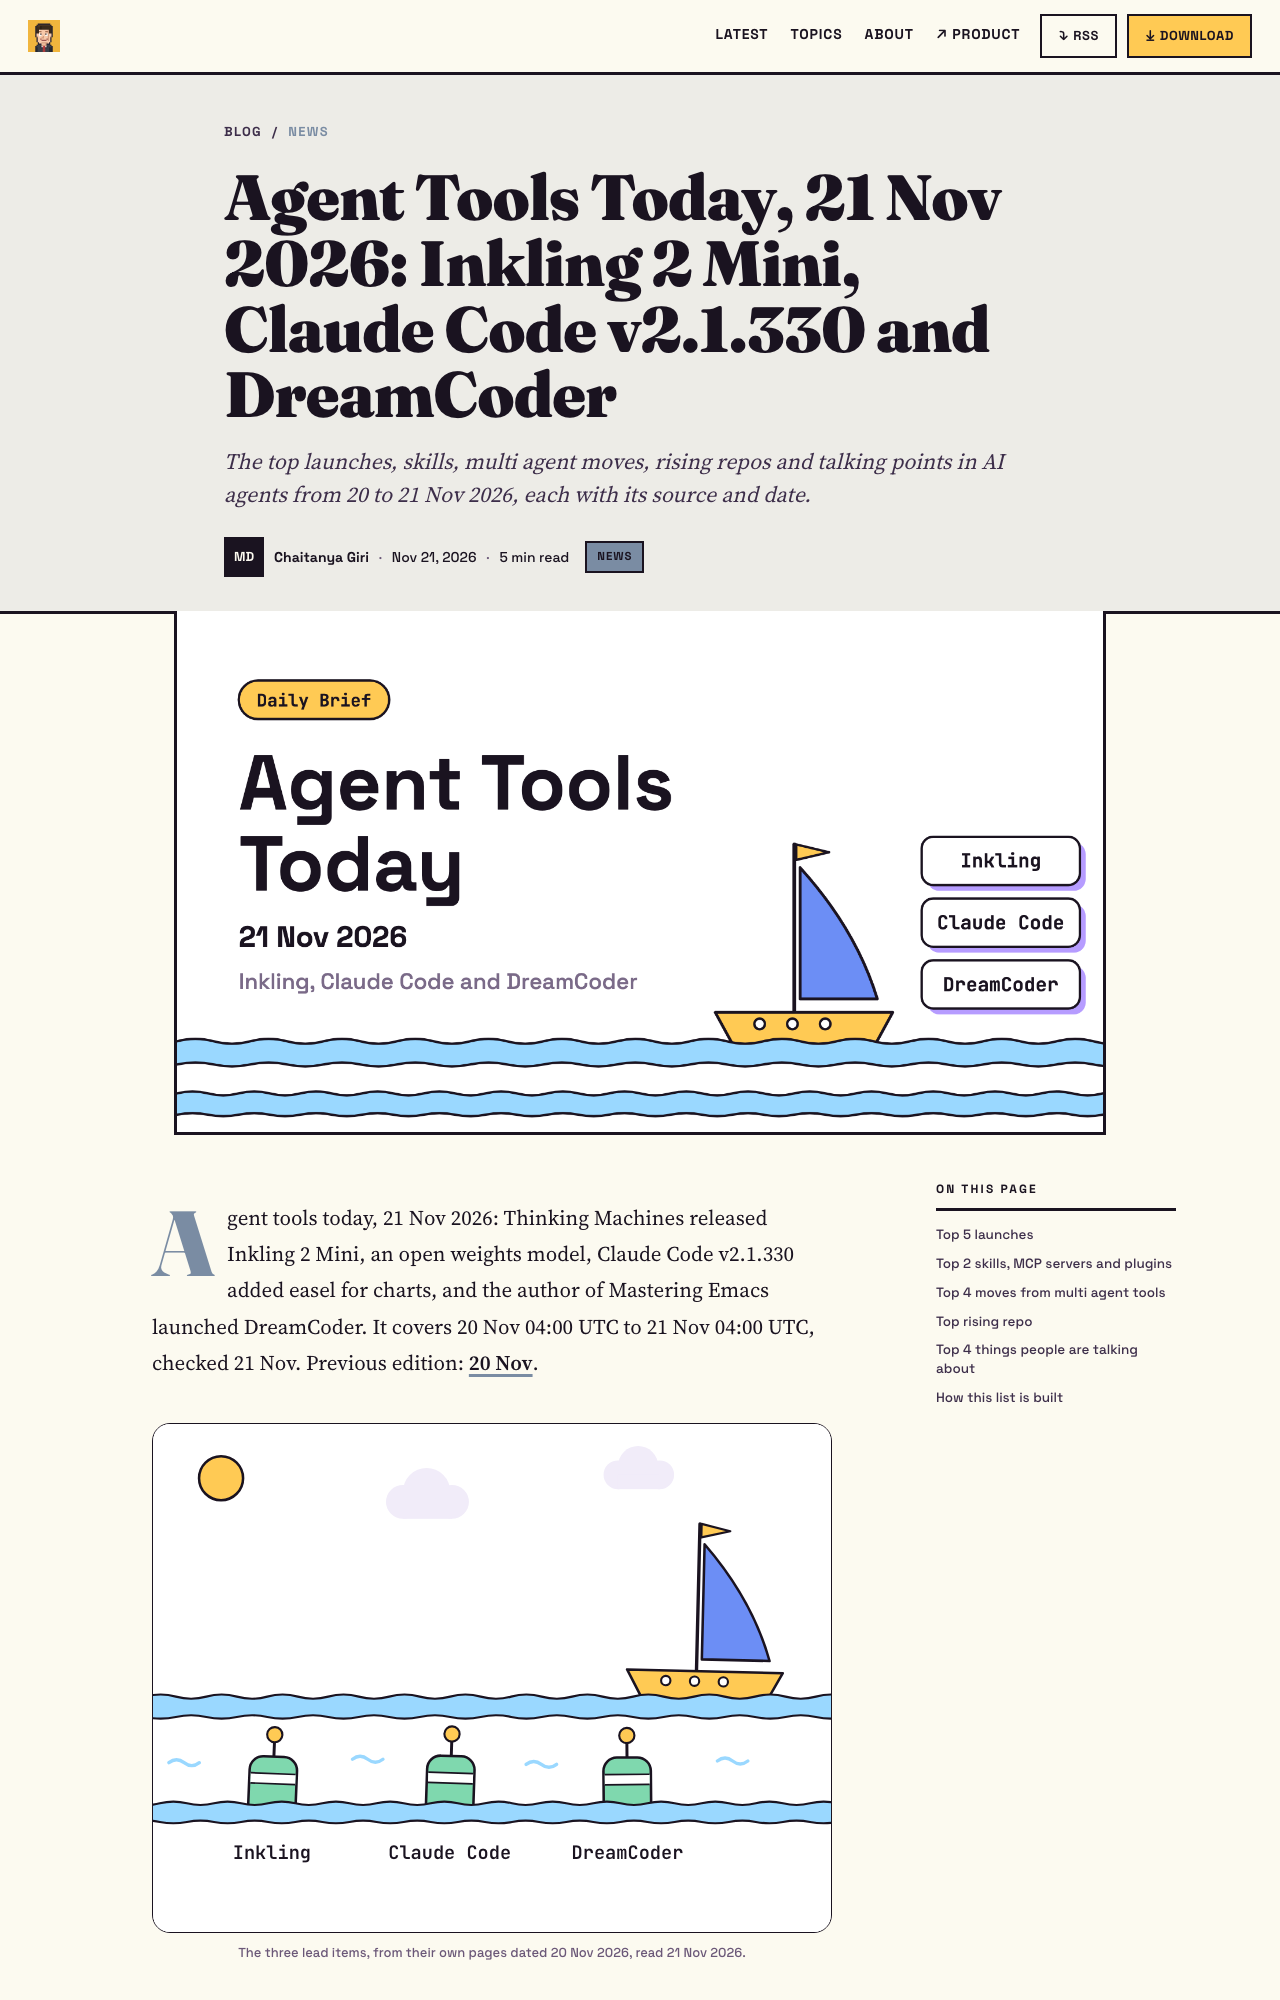 LATEST TOPICS ABOUT ↗ PRODUCT ⤵ RSS ⤓ DOWNLOAD
BLOG / NEWS
Agent Tools Today, 21 Nov
2026: Inkling 2 Mini,
Claude Code v2.1.330 and
DreamCoder
The top launches, skills, multi agent moves, rising repos and talking points in AI
agents from 20 to 21 Nov 2026, each with its source and date.
MD Chaitanya Giri · Nov 21, 2026 · 5 min read NEWS
Daily Brief
Agent Tools
Today
21 Nov 2026
Inkling, Claude Code and DreamCoder
Inkling
Claude Code
DreamCoder
Agent tools today, 21 Nov 2026: Thinking Machines released
Inkling 2 Mini, an open weights model, Claude Code v2.1.330
added easel for charts, and the author of Mastering Emacs
launched DreamCoder. It covers 20 Nov 04:00 UTC to 21 Nov 04:00 UTC,
checked 21 Nov. Previous edition: 20 Nov.
ON THIS PAGE
Top 5 launches
Top 2 skills, MCP servers and plugins
Top 4 moves from multi agent tools
Top rising repo
Top 4 things people are talking
about
How this list is built
Inkling Claude Code DreamCoder
The three lead items, from their own pages dated 20 Nov 2026, read 21 Nov 2026.